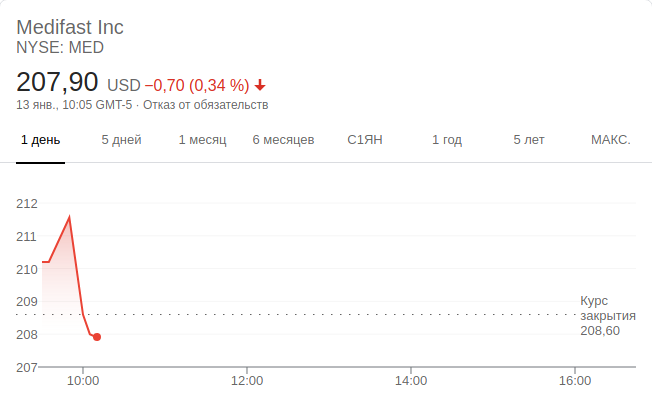 Medifast Inc
NYSE: MED
207,90 USD −0,70 (0,34 %)
13 янв., 10:05 GMT-5 · Отказ от обязательств
1 день 5 дней 1 месяц 6 месяцев С1ЯН 1 год 5 лет МАКС.
212
211
210
209
208
207
Курс
закрытия
208,60
10:00 12:00 14:00 16:00